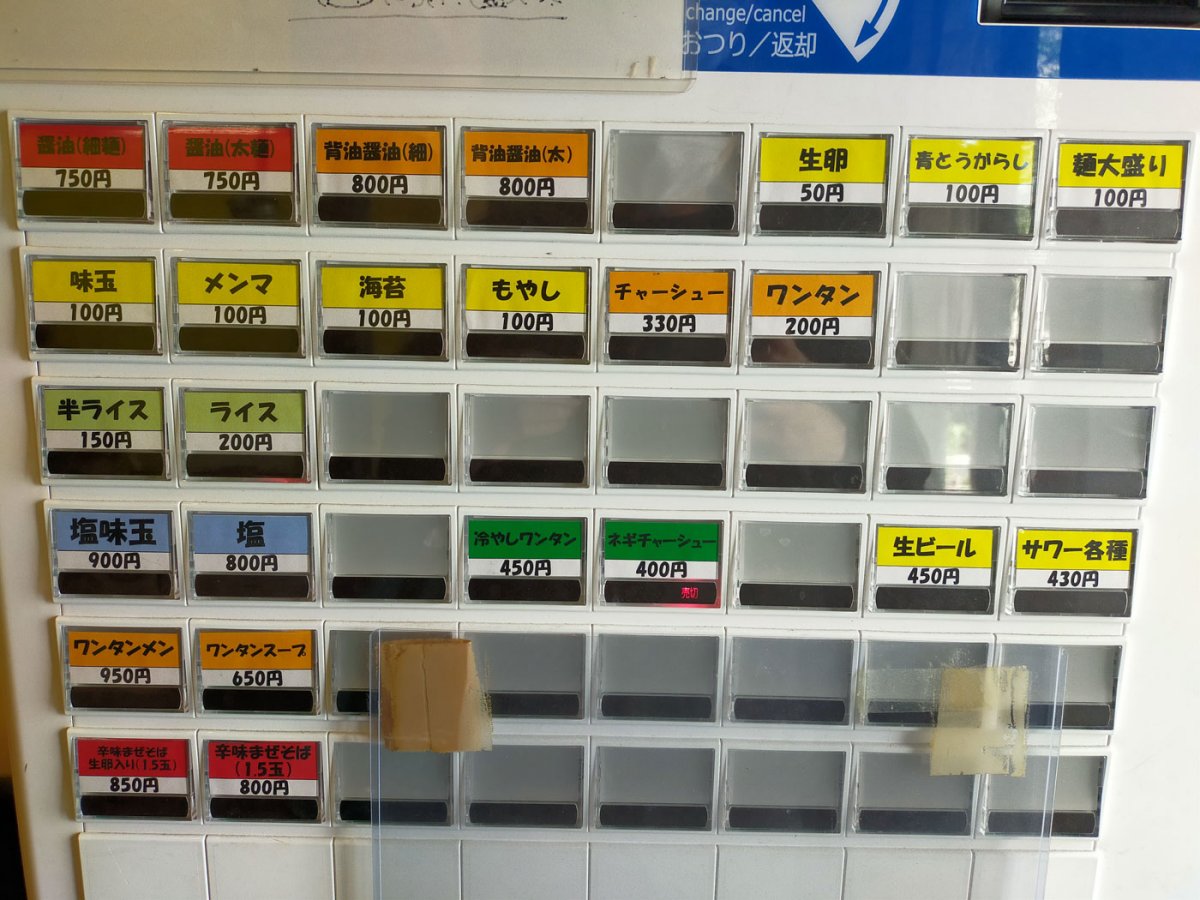 change/cancel
おつり／返却
醤油(細麺)
750円
醤油(太麺)
750円
背油醤油(細)
800円
背油醤油(太)
800円
生卵
50円
青とうがらし
100円
麺大盛り
100円
味玉
100円
メンマ
100円
海苔
100円
もやし
100円
チャーシュー
330円
ワンタン
200円
半ライス
150円
ライス
200円
塩味玉
900円
塩
800円
冷やしワンタン
450円
ネギチャーシュー
400円
売切
生ビール
450円
サワー各種
430円
ワンタンメン
950円
ワンタンスープ
650円
辛味まぜそば
生卵入り(1.5玉)
850円
辛味まぜそば
(1.5玉)
800円